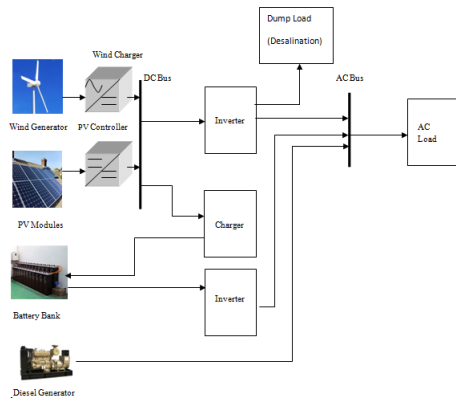 Dump Load
(Desalination)
Wind Charger
DC Bus
AC Bus
Wind Generator
PV Controller
Inverter
AC
Load
PV Modules
Charger
Battery Bank
Inverter
Diesel Generator